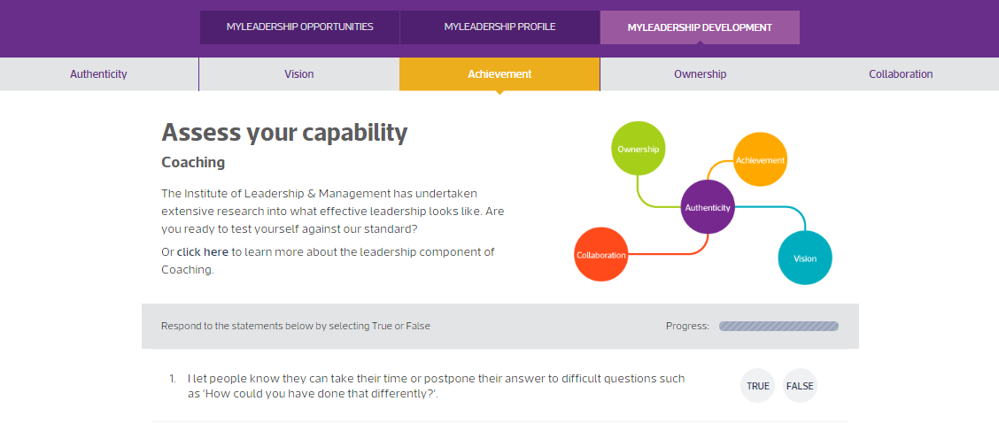 MYLEADERSHIP OPPORTUNITIES
MYLEADERSHIP PROFILE
MYLEADERSHIP DEVELOPMENT
Authenticity
Vision
Achievement
Ownership
Collaboration
Assess your capability
Coaching
The Institute of Leadership & Management has undertaken
extensive research into what effective leadership looks like. Are
you ready to test yourself against our standard?
Or click here to learn more about the leadership component of
Coaching.
Ownership
Achievement
Authenticity
Collaboration
Vision
Respond to the statements below by selecting True or False
Progress:
1. I let people know they can take their time or postpone their answer to difficult questions such
as ‘How could you have done that differently?’.
TRUE
FALSE